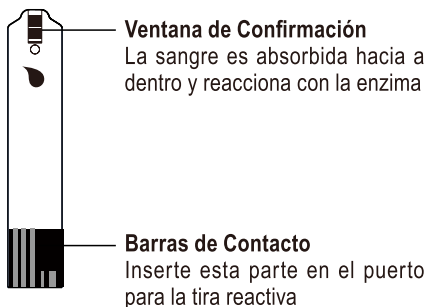 Ventana de Confirmación
La sangre es absorbida hacia a
dentro y reacciona con la enzima
Barras de Contacto
Inserte esta parte en el puerto
para la tira reactiva